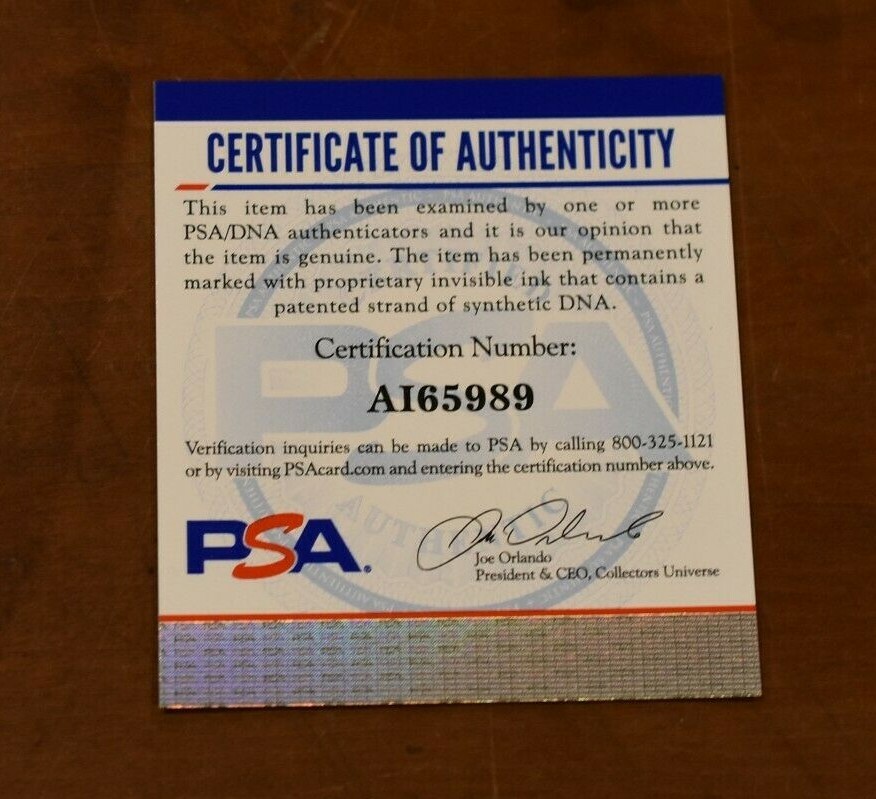 CERTIFICATE OF AUTHENTICITY
This item has been examined by one or more
PSA/DNA authenticators and it is our opinion that
the item is genuine. The item has been permanently
marked with proprietary invisible ink that contains a
patented strand of synthetic DNA.
Certification Number:
AI65989
Verification inquiries can be made to PSA by calling 800-325-1121
or by visiting PSAcard.com and entering the certification number above.
PSA
AUTHENTIC
PSA.
Joe Orlando
President & CEO, Collectors Universe